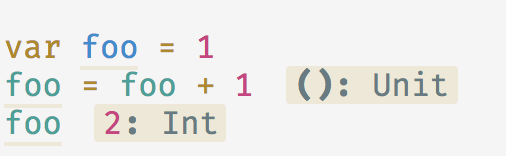 var foo = 1
foo = foo + 1 (): Unit
foo 2: Int